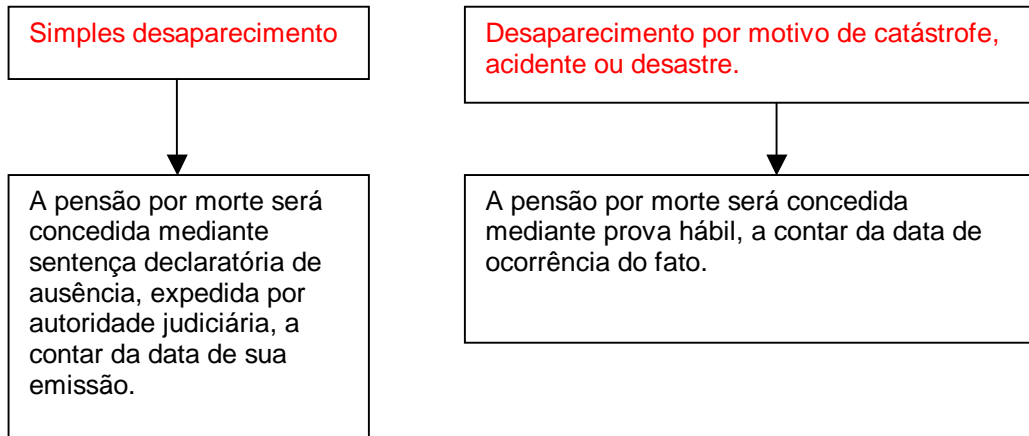 Simples desaparecimento
A pensão por morte será
concedida mediante
sentença declaratória de
ausência, expedida por
autoridade judiciária, a
contar da data de sua
emissão.
Desaparecimento por motivo de catástrofe,
acidente ou desastre.
A pensão por morte será concedida
mediante prova hábil, a contar da data de
ocorrência do fato.